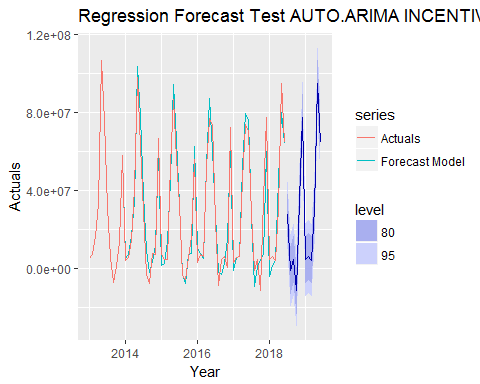 Regression Forecast Test AUTO.ARIMA INCENTIV
1.2e+08
8.0e+07
4.0e+07
0.0e+00
Actuals
2014
2016
2018
Year
series
Actuals
Forecast Model
level
80
95